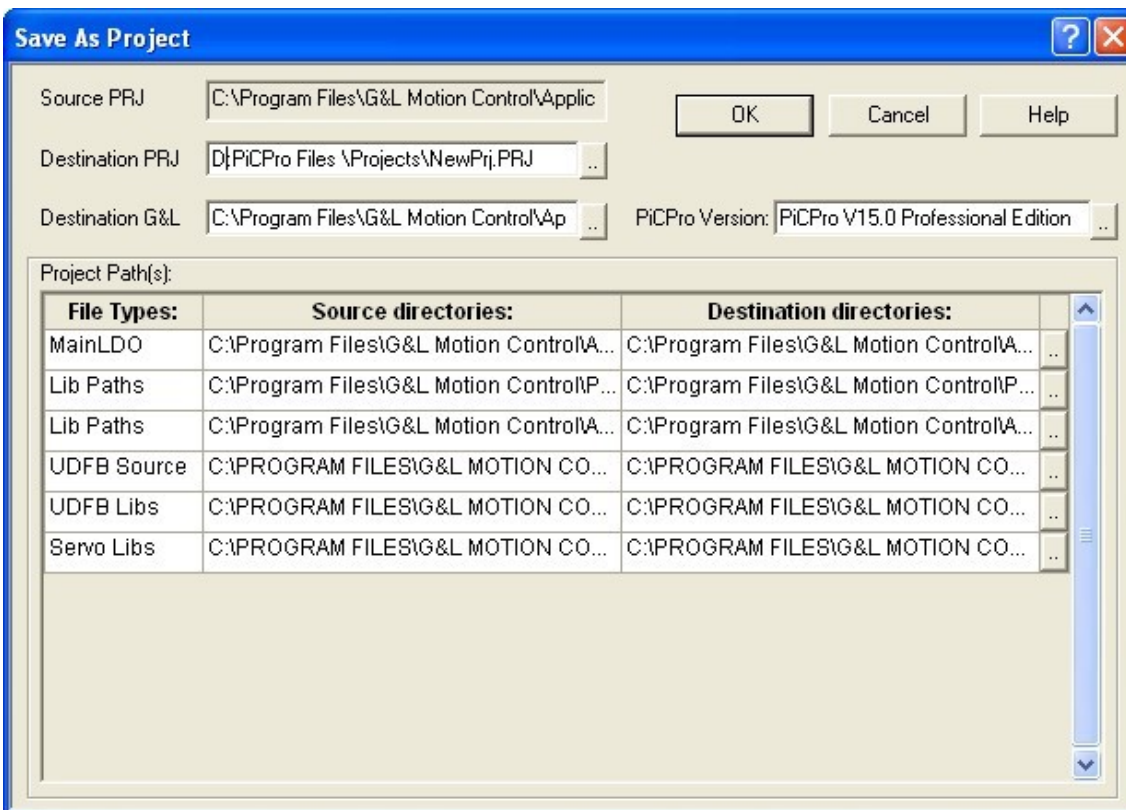 Save As Project
Source PRJ C:\Program Files\G&L Motion Control\Applic
OK Cancel Help
Destination PRJ D:PiCPro Files \Projects\NewPrj.PRJ ..
Destination G&L C:\Program Files\G&L Motion Control\Ap .. PiCPro Version: PiCPro V15.0 Professional Edition ..
Project Path(s):
File Types: Source directories: Destination directories:
MainLDO C:\Program Files\G&L Motion Control\A... C:\Program Files\G&L Motion Control\A... ..
Lib Paths C:\Program Files\G&L Motion Control\P... C:\Program Files\G&L Motion Control\P... ..
Lib Paths C:\Program Files\G&L Motion Control\A... C:\Program Files\G&L Motion Control\A... ..
UDFB Source C:\PROGRAM FILES\G&L MOTION CO... C:\PROGRAM FILES\G&L MOTION CO... ..
UDFB Libs C:\PROGRAM FILES\G&L MOTION CO... C:\PROGRAM FILES\G&L MOTION CO... ..
Servo Libs C:\PROGRAM FILES\G&L MOTION CO... C:\PROGRAM FILES\G&L MOTION CO... ..